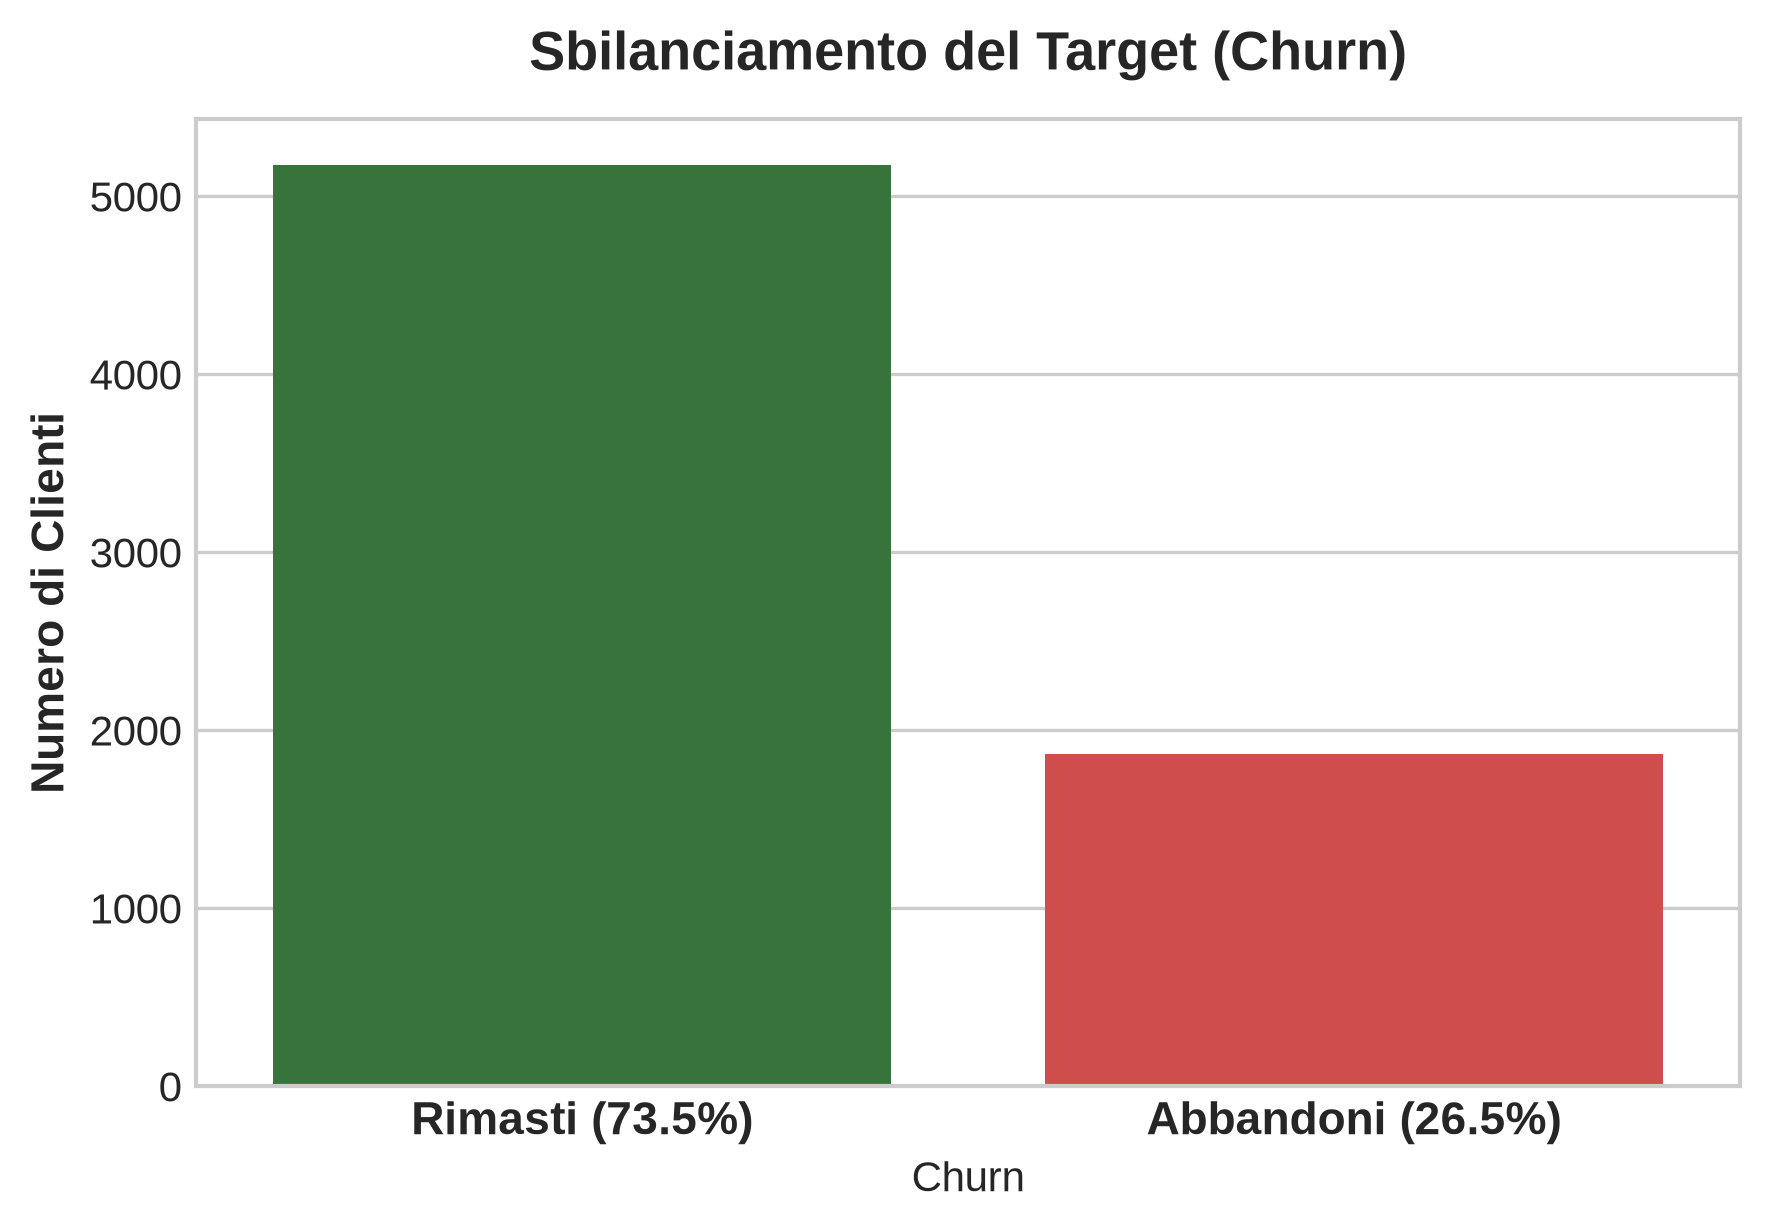 Sbilanciamento del Target (Churn)
Numero di Clienti
5000
4000
3000
2000
1000
0
Rimasti (73.5%)
Abbandoni (26.5%)
Churn